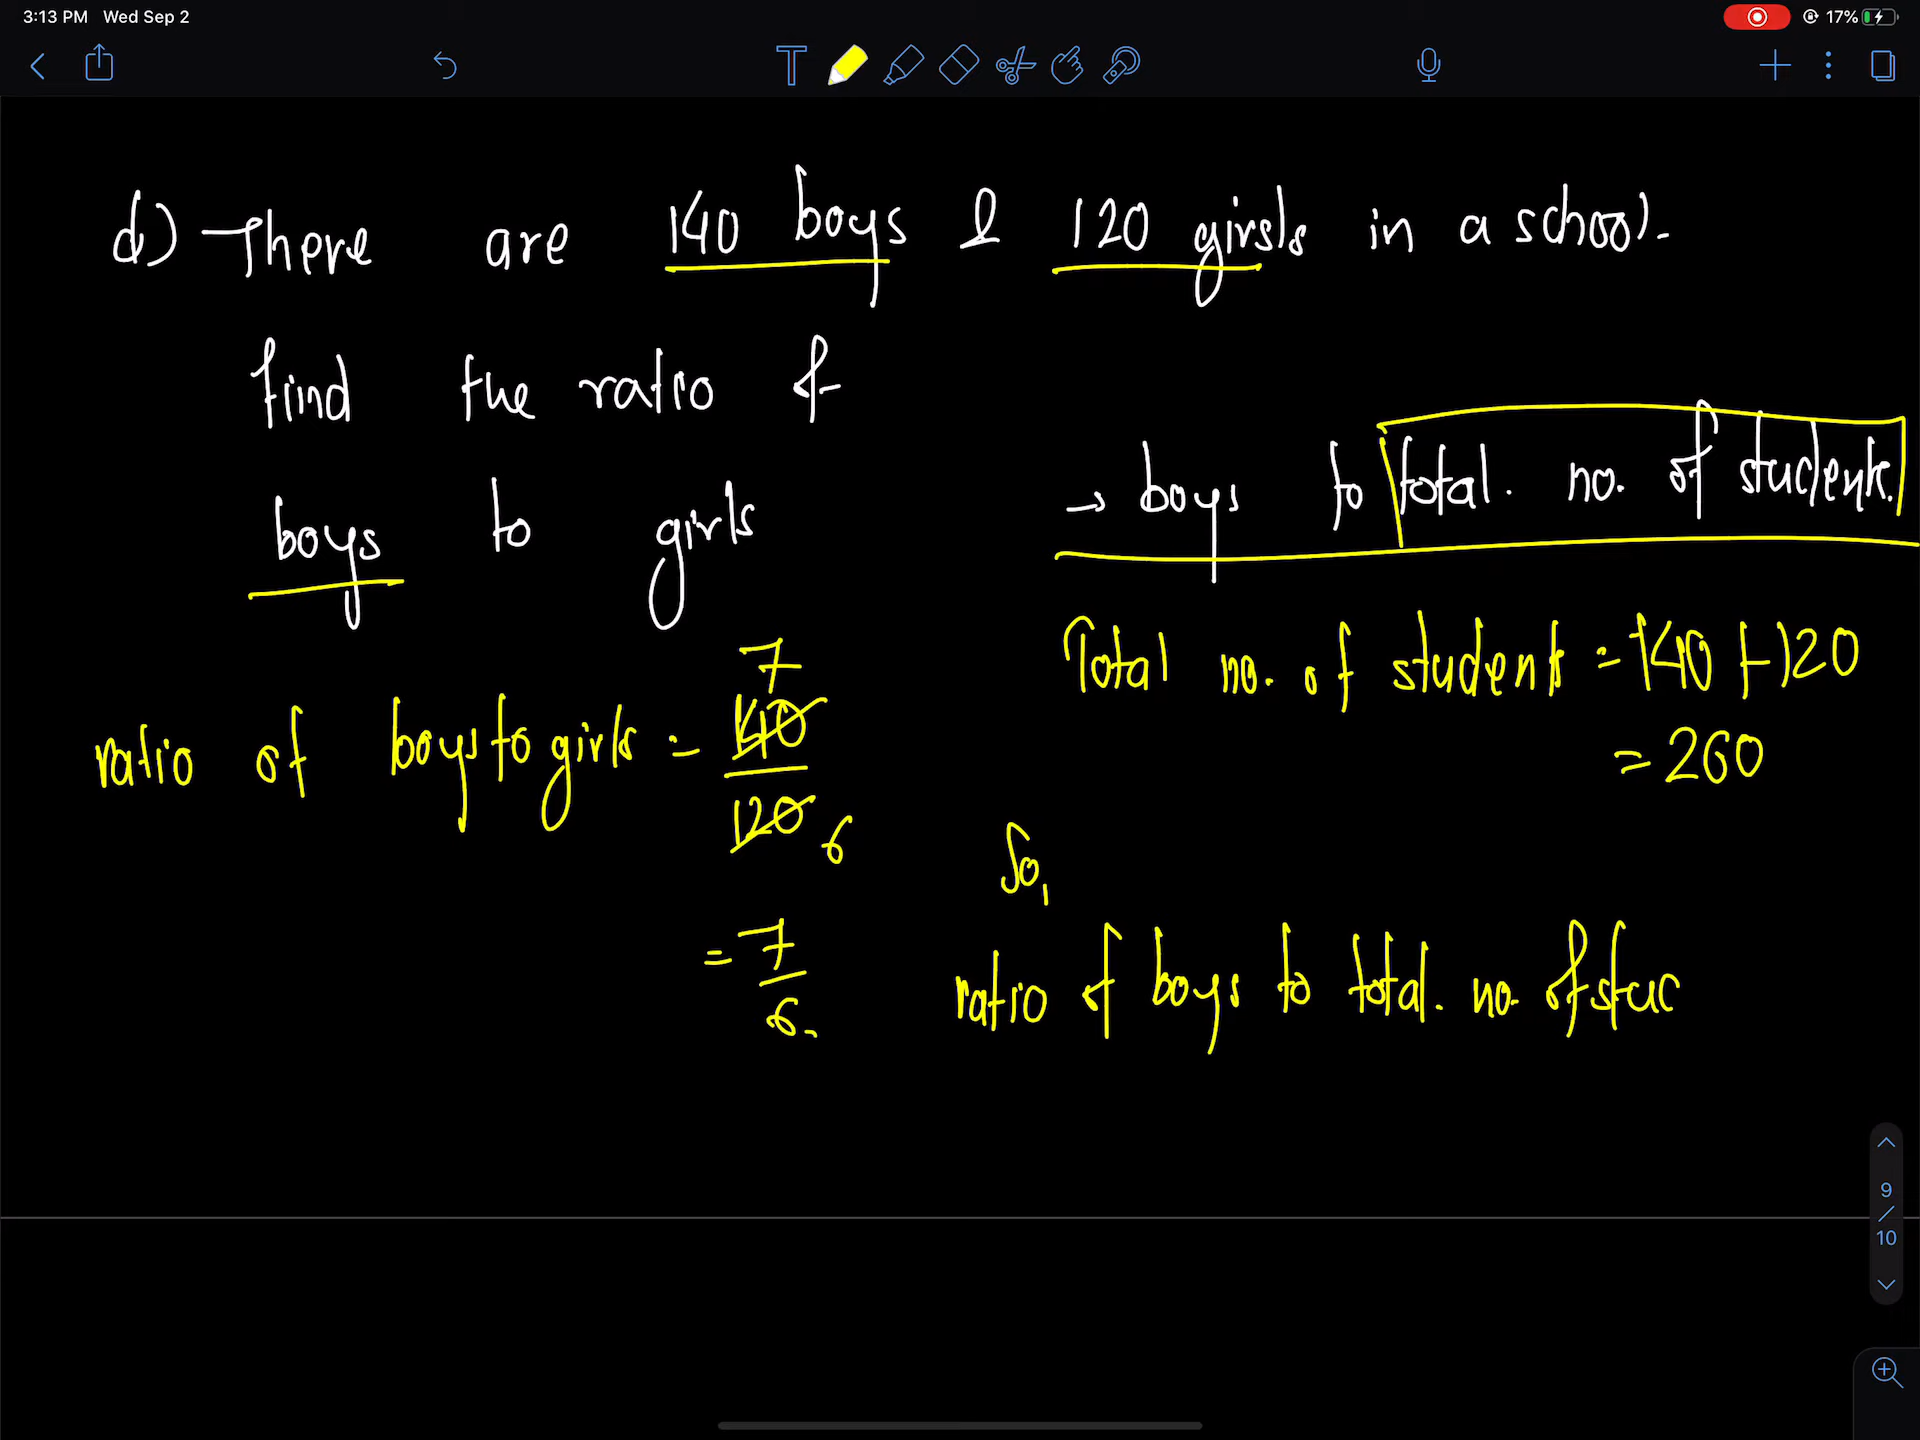 3:13 PM Wed Sep 2
17%
d) There are 140 boys & 120 girsls in a school.
find the ratio of
boys to girls
→ boys to total. no. of students.
ratio of boys to girls = 140/120 7 6
= 7/6.
Total no. of students = 140 + 120
= 260
So,
ratio of boys to total. no. of stuc
9
/
10